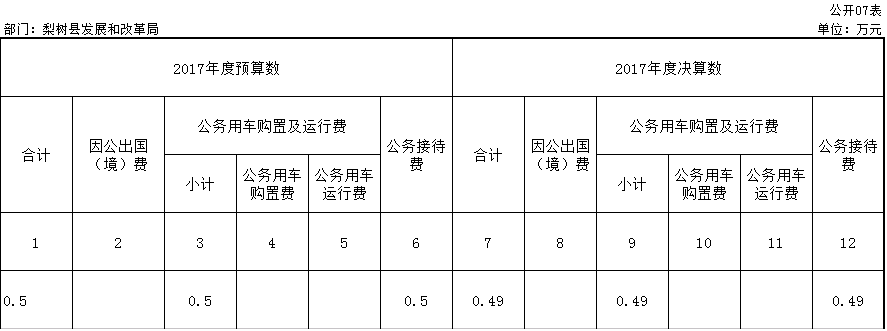 公开07表
部门：梨树县发展和改革局 单位：万元
2017年度预算数 2017年度决算数
合计 因公出国（境）费 公务用车购置及运行费 公务接待费 合计 因公出国（境）费 公务用车购置及运行费 公务接待费
小计 公务用车购置费 公务用车运行费 小计 公务用车购置费 公务用车运行费
1 2 3 4 5 6 7 8 9 10 11 12
0.5 0.5 0.5 0.49 0.49 0.49